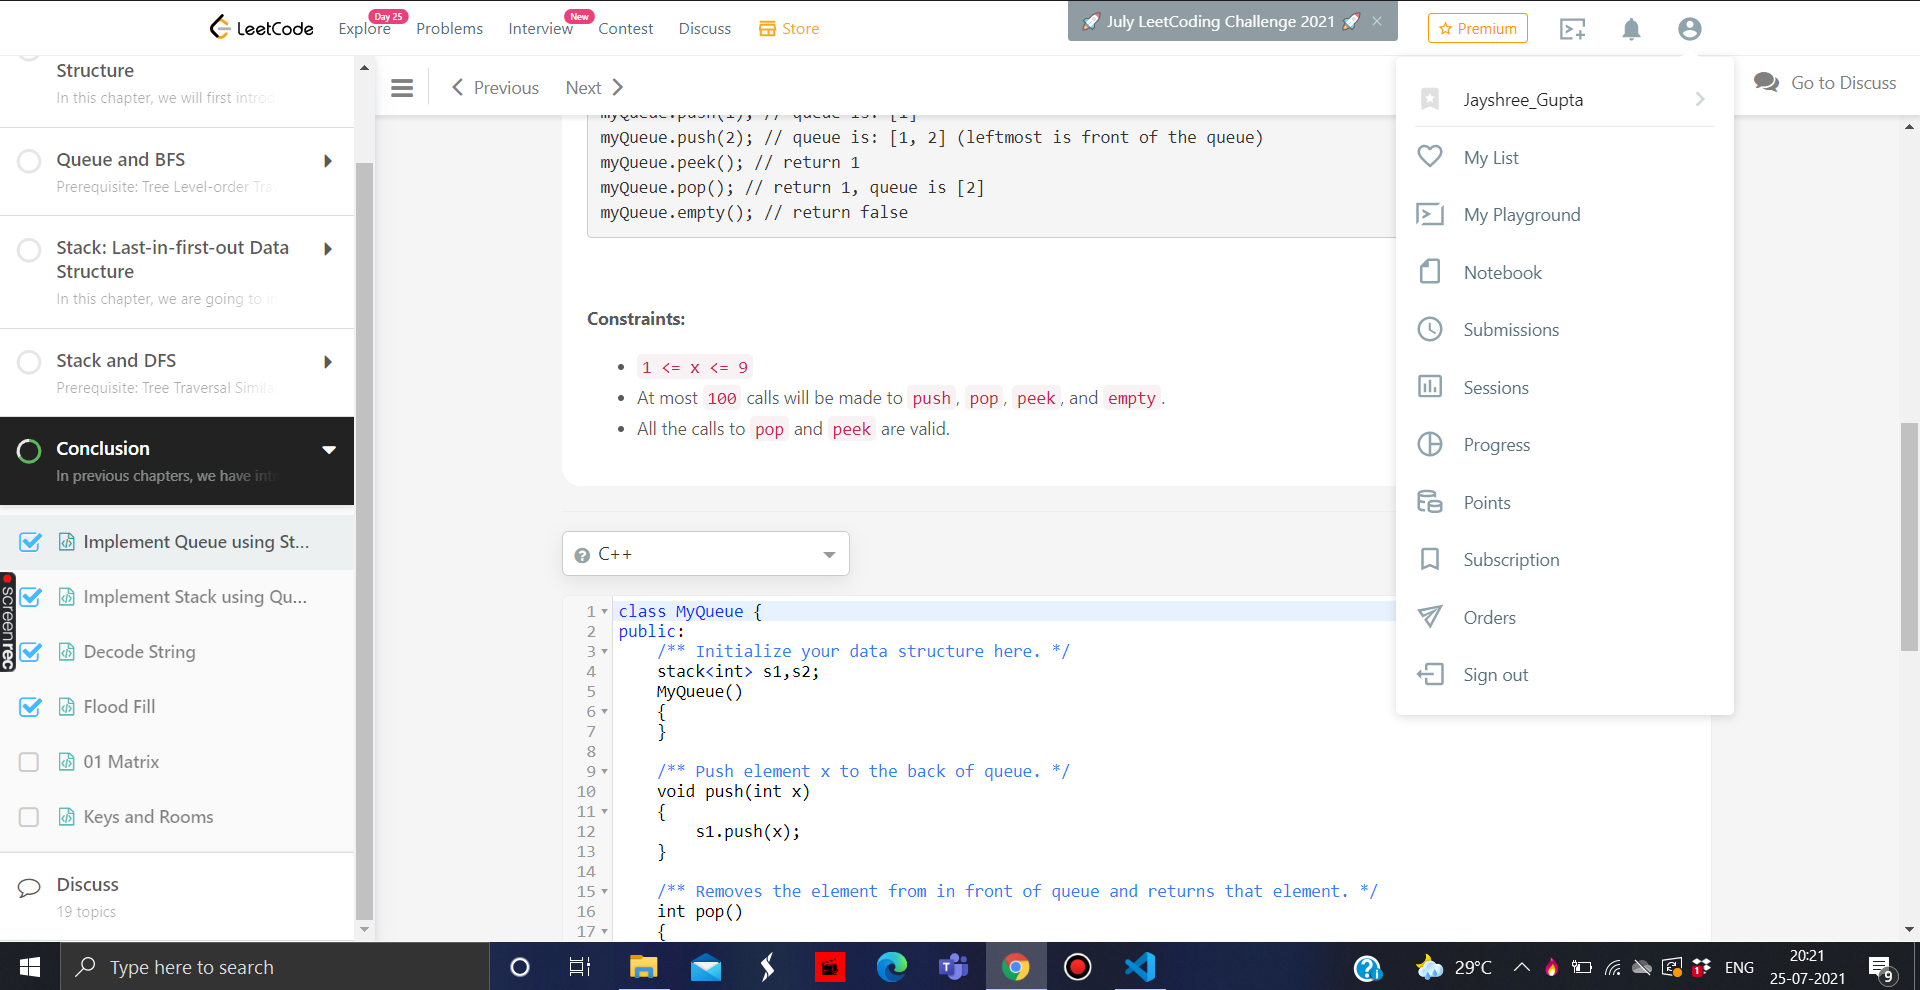 LeetCode
Explore
Day 25
Problems
Interview
New
Contest
Discuss
Store
🚀 July LeetCoding Challenge 2021 🚀 ×
Premium
Structure
In this chapter, we will first
Queue and BFS
Prerequisite: Tree Level-order
Stack: Last-in-first-out Data
Structure
In this chapter, we are going to
Stack and DFS
Prerequisite: Tree Traversal
Conclusion
In previous chapters, we have
Implement Queue using St...
Implement Stack using Qu...
Decode String
Flood Fill
01 Matrix
Keys and Rooms
Discuss
19 topics
screenrec
Previous
Next
Go to Discuss
myQueue.push(1); // queue is: [1]
myQueue.push(2); // queue is: [1, 2] (leftmost is front of the queue)
myQueue.peek(); // return 1
myQueue.pop(); // return 1, queue is [2]
myQueue.empty(); // return false
Constraints:
• 1 <= x <= 9
• At most 100 calls will be made to push, pop, peek, and empty.
• All the calls to pop and peek are valid.
C++
1 class MyQueue {
2 public:
3 /** Initialize your data structure here. */
4 stack<int> s1,s2;
5 MyQueue()
6 {
7 }
8
9 /** Push element x to the back of queue. */
10 void push(int x)
11 {
12 s1.push(x);
13 }
14
15 /** Removes the element from in front of queue and returns that element. */
16 int pop()
17 {
Jayshree_Gupta
My List
My Playground
Notebook
Submissions
Sessions
Progress
Points
Subscription
Orders
Sign out
Type here to search
29°C
ENG
20:21
25-07-2021
9